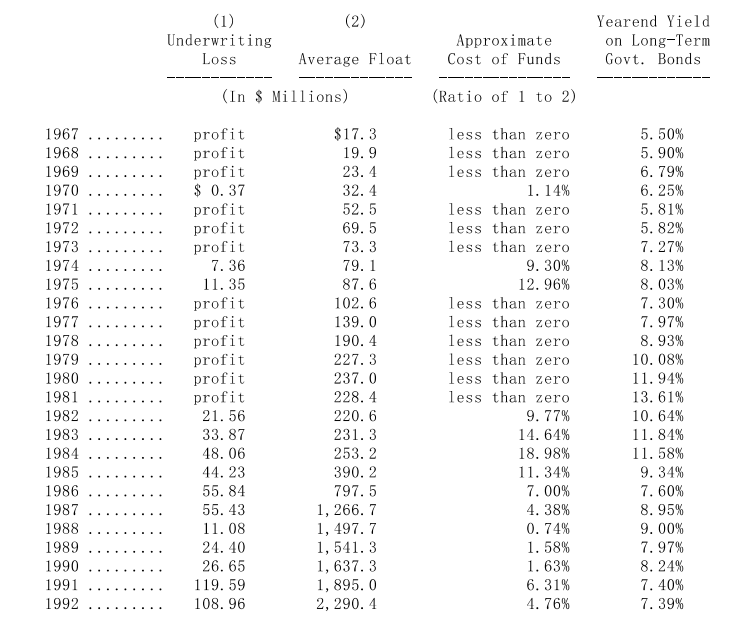 (1) (2) Yearend Yield
Underwriting Approximate on Long-Term
Loss Average Float Cost of Funds Govt. Bonds
(In $ Millions) (Ratio of 1 to 2)
1967 ......... profit $17.3 less than zero 5.50%
1968 ......... profit 19.9 less than zero 5.90%
1969 ......... profit 23.4 less than zero 6.79%
1970 ......... $ 0.37 32.4 1.14% 6.25%
1971 ......... profit 52.5 less than zero 5.81%
1972 ......... profit 69.5 less than zero 5.82%
1973 ......... profit 73.3 less than zero 7.27%
1974 ......... 7.36 79.1 9.30% 8.13%
1975 ......... 11.35 87.6 12.96% 8.03%
1976 ......... profit 102.6 less than zero 7.30%
1977 ......... profit 139.0 less than zero 7.97%
1978 ......... profit 190.4 less than zero 8.93%
1979 ......... profit 227.3 less than zero 10.08%
1980 ......... profit 237.0 less than zero 11.94%
1981 ......... profit 228.4 less than zero 13.61%
1982 ......... 21.56 220.6 9.77% 10.64%
1983 ......... 33.87 231.3 14.64% 11.84%
1984 ......... 48.06 253.2 18.98% 11.58%
1985 ......... 44.23 390.2 11.34% 9.34%
1986 ......... 55.84 797.5 7.00% 7.60%
1987 ......... 55.43 1,266.7 4.38% 8.95%
1988 ......... 11.08 1,497.7 0.74% 9.00%
1989 ......... 24.40 1,541.3 1.58% 7.97%
1990 ......... 26.65 1,637.3 1.63% 8.24%
1991 ......... 119.59 1,895.0 6.31% 7.40%
1992 ......... 108.96 2,290.4 4.76% 7.39%